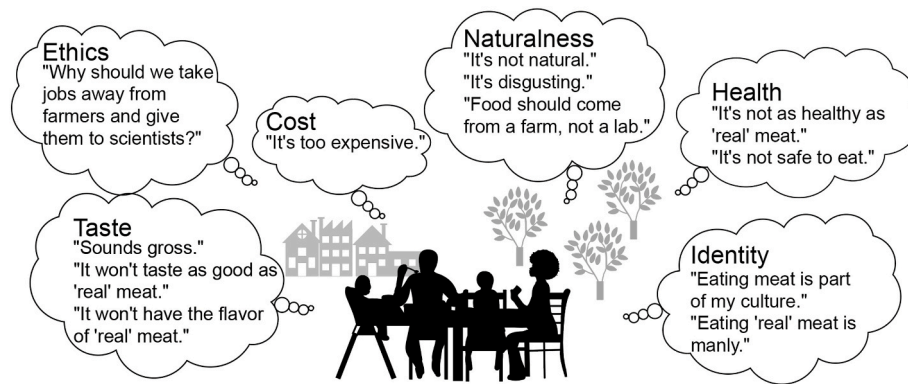 Ethics
"Why should we take
jobs away from
farmers and give
them to scientists?"
Cost
"It's too expensive."
Naturalness
"It's not natural."
"It's disgusting."
"Food should come
from a farm, not a lab."
Health
"It's not as healthy as
'real' meat."
"It's not safe to eat."
Taste
"Sounds gross."
"It won't taste as good as
'real' meat."
"It won't have the flavor
of 'real' meat."
Identity
"Eating meat is part
of my culture."
"Eating 'real' meat is
manly."